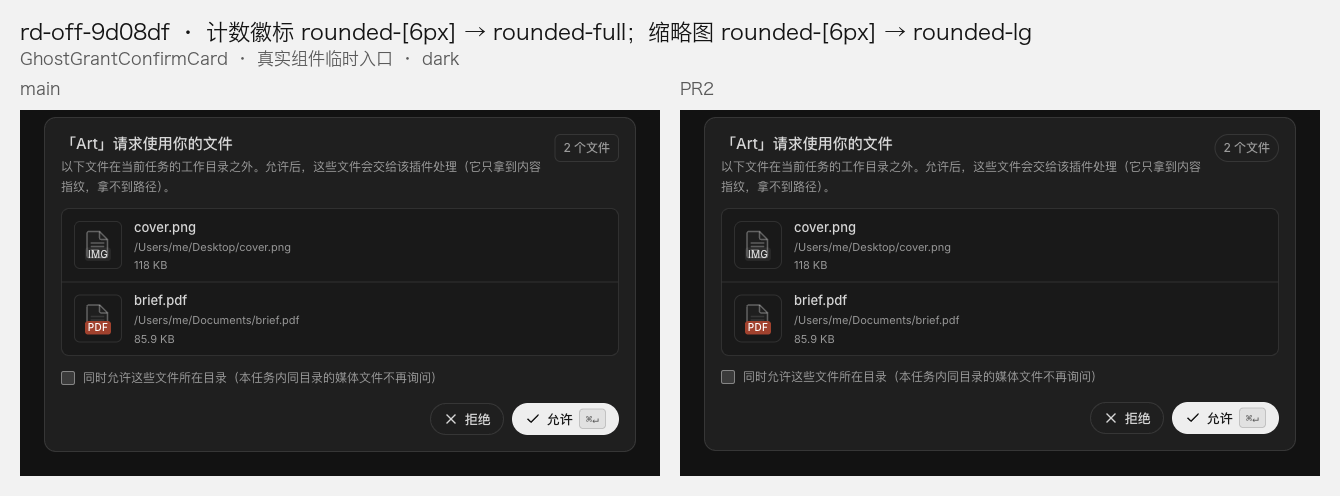 rd-off-9d08df · 计数徽标 rounded-[6px] → rounded-full；缩略图 rounded-[6px] → rounded-lg
GhostGrantConfirmCard · 真实组件临时入口 · dark
main
「Art」请求使用你的文件
2 个文件
以下文件在当前任务的工作目录之外。允许后，这些文件会交给该插件处理（它只拿到内容
指纹，拿不到路径）。
IMG
cover.png
/Users/me/Desktop/cover.png
118 KB
PDF
brief.pdf
/Users/me/Documents/brief.pdf
85.9 KB
同时允许这些文件所在目录（本任务内同目录的媒体文件不再询问）
拒绝
允许 ⌘↵
PR2
「Art」请求使用你的文件
2 个文件
以下文件在当前任务的工作目录之外。允许后，这些文件会交给该插件处理（它只拿到内容
指纹，拿不到路径）。
IMG
cover.png
/Users/me/Desktop/cover.png
118 KB
PDF
brief.pdf
/Users/me/Documents/brief.pdf
85.9 KB
同时允许这些文件所在目录（本任务内同目录的媒体文件不再询问）
拒绝
允许 ⌘↵